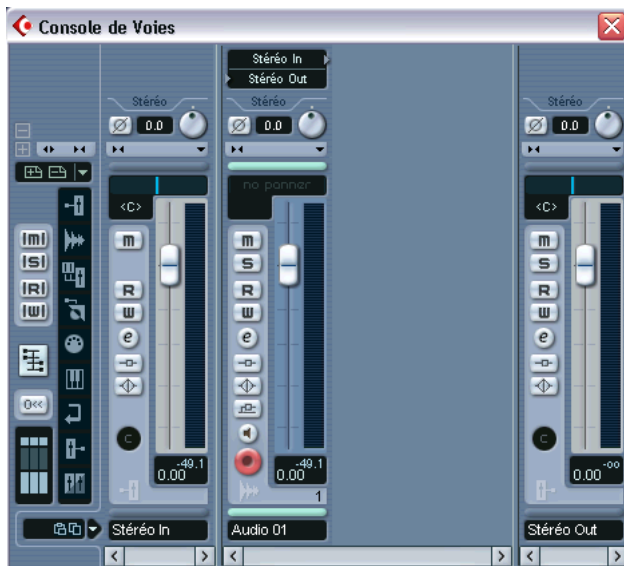 Console de Voies
Stéréo In
Stéréo Out
Stéréo
0.0
Stéréo
0.0
Stéréo
0.0
no panner
<C>
<C>
m
m
m
S
R
R
R
W
W
W
e
e
e
m
S
R
W
0<<
C
C
-49.1
0.00
-49.1
0.00
-oo
0.00
1
Stéréo In
Audio 01
Stéréo Out